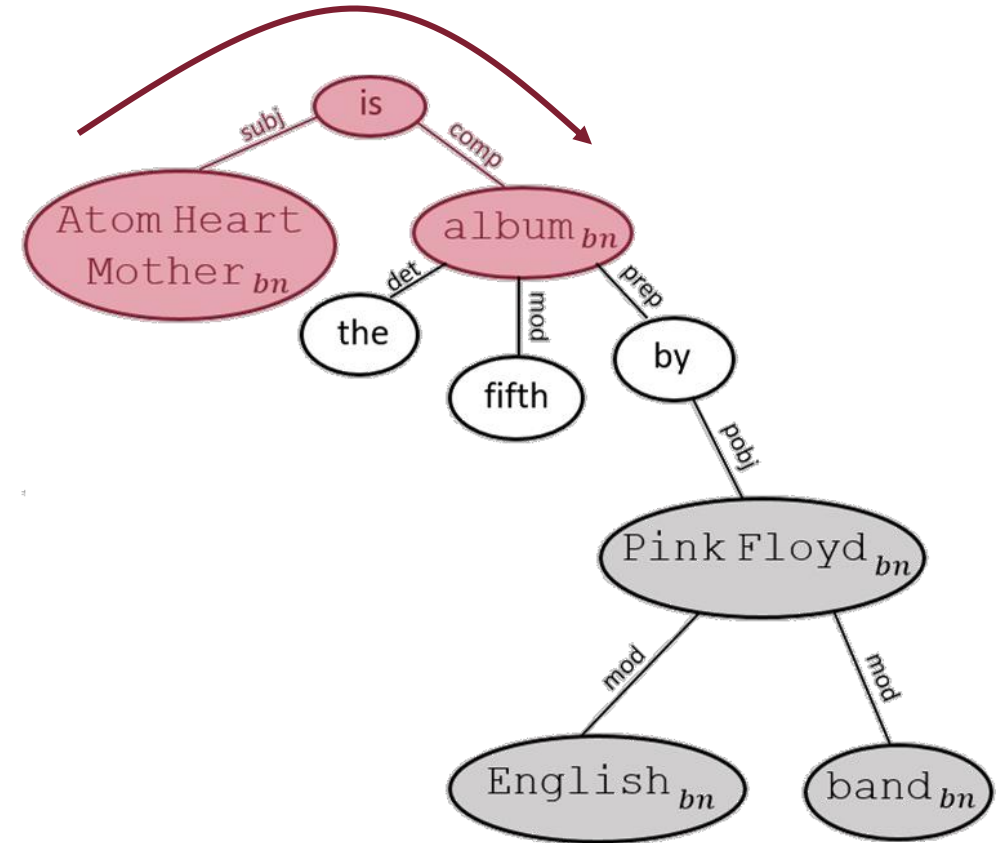 is
subj
comp
Atom Heart
Mother bn
album bn
det
mod
prep
the
fifth
by
pobj
Pink Floyd bn
mod
mod
English bn
band bn